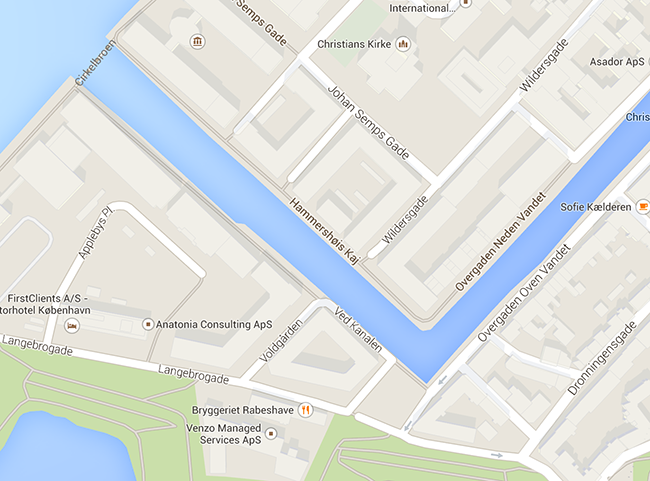 Semps Gade
International...
Christians Kirke
Wildersgade
Asador ApS
Cirkelbroen
Johan Semps Gade
Chris
Hammershøis Kaj
Wildersgade
Overgaden Neden Vandet
Sofie Kælderen
Applebys Pl.
Overgaden Oven Vandet
FirstClients A/S -
torhotel København
Anatonia Consulting ApS
Voldgården
Ved Kanalen
Langebrogade
Langebrogade
Dronningensgade
Bryggeriet Rabeshave
Venzo Managed
Services ApS